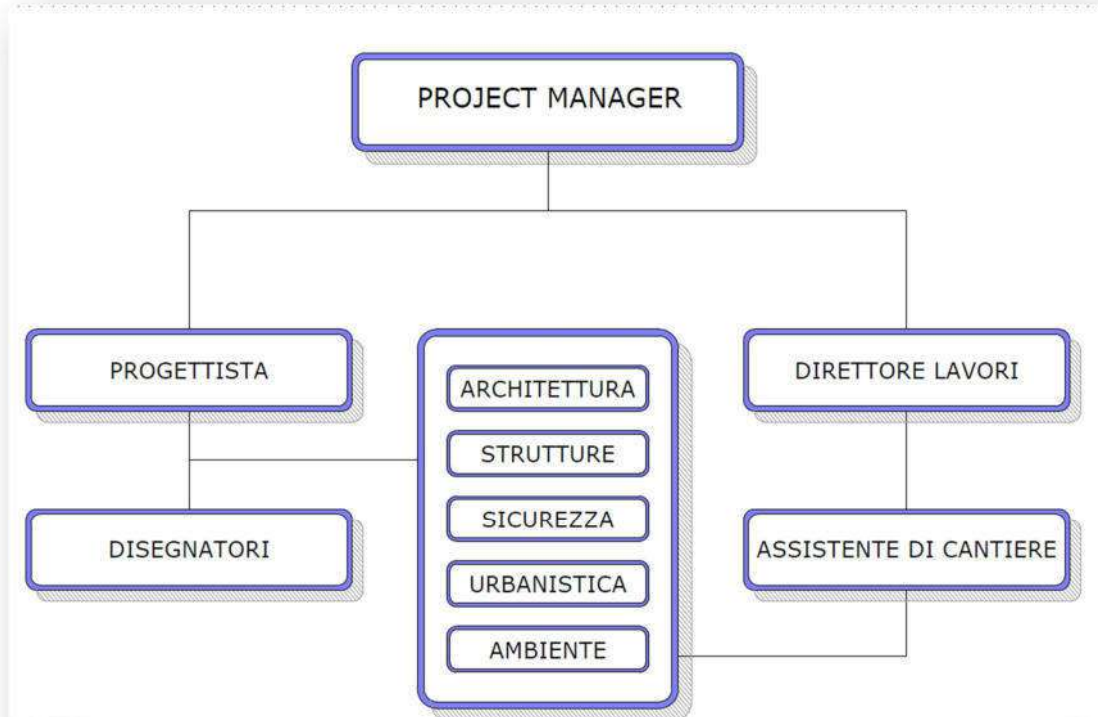 PROJECT MANAGER
PROGETTISTA
DISEGNATORI
ARCHITETTURA
STRUTTURE
SICUREZZA
URBANISTICA
AMBIENTE
DIRETTORE LAVORI
ASSISTENTE DI CANTIERE